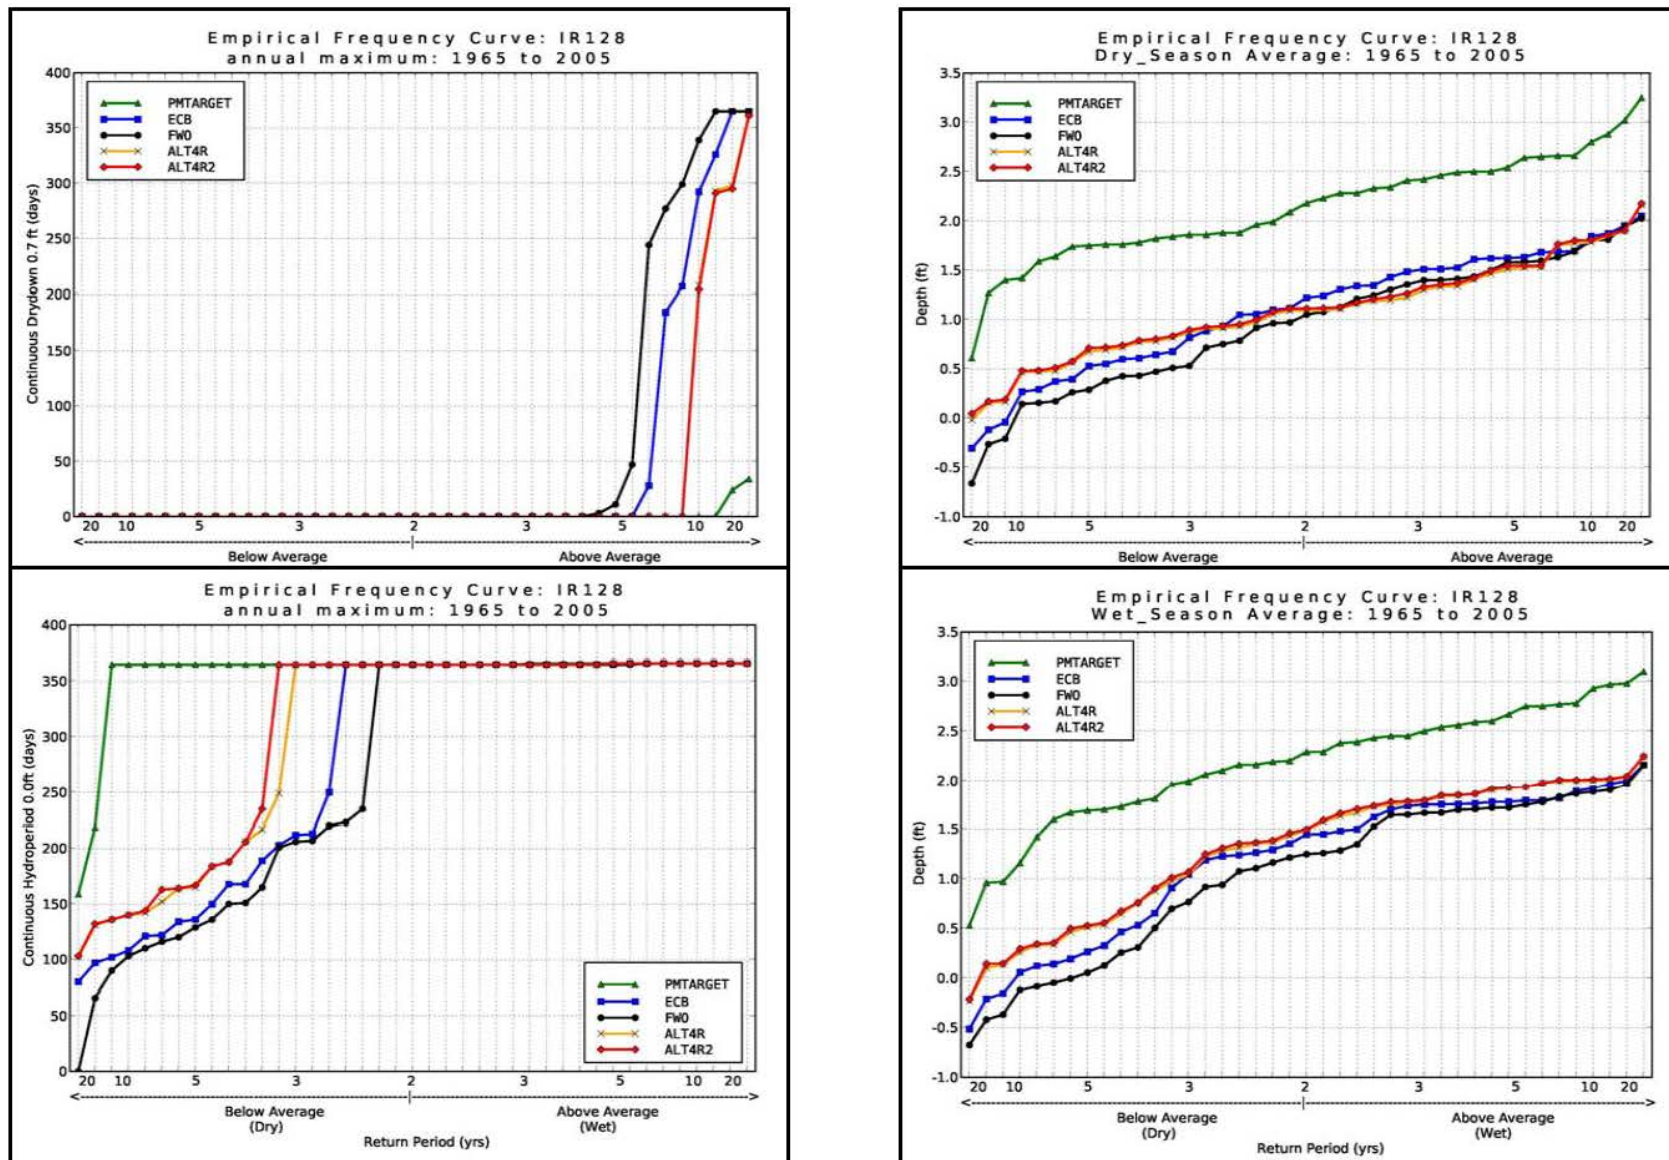 Empirical Frequency Curve: IR128
annual maximum: 1965 to 2005
400
350
300
250
200
150
100
50
0
Continuous Drydown 0.7 ft (days)
PMTARGET
ECB
FWO
ALT4R
ALT4R2
20 10 5 3 2 3 5 10 20
<--------------------|-------------------->
Below Average Above Average
Empirical Frequency Curve: IR128
Dry_Season Average: 1965 to 2005
3.5
3.0
2.5
2.0
1.5
1.0
0.5
0.0
-0.5
-1.0
Depth (ft)
PMTARGET
ECB
FWO
ALT4R
ALT4R2
20 10 5 3 2 3 5 10 20
<--------------------|-------------------->
Below Average Above Average
Empirical Frequency Curve: IR128
annual maximum: 1965 to 2005
400
350
300
250
200
150
100
50
0
Continuous Hydroperiod 0.0ft (days)
PMTARGET
ECB
FWO
ALT4R
ALT4R2
20 10 5 3 2 3 5 10 20
<--------------------|-------------------->
Below Average Above Average
(Dry) (Wet)
Return Period (yrs)
Empirical Frequency Curve: IR128
Wet_Season Average: 1965 to 2005
3.5
3.0
2.5
2.0
1.5
1.0
0.5
0.0
-0.5
-1.0
Depth (ft)
PMTARGET
ECB
FWO
ALT4R
ALT4R2
20 10 5 3 2 3 5 10 20
<--------------------|-------------------->
Below Average Above Average
(Dry) (Wet)
Return Period (yrs)